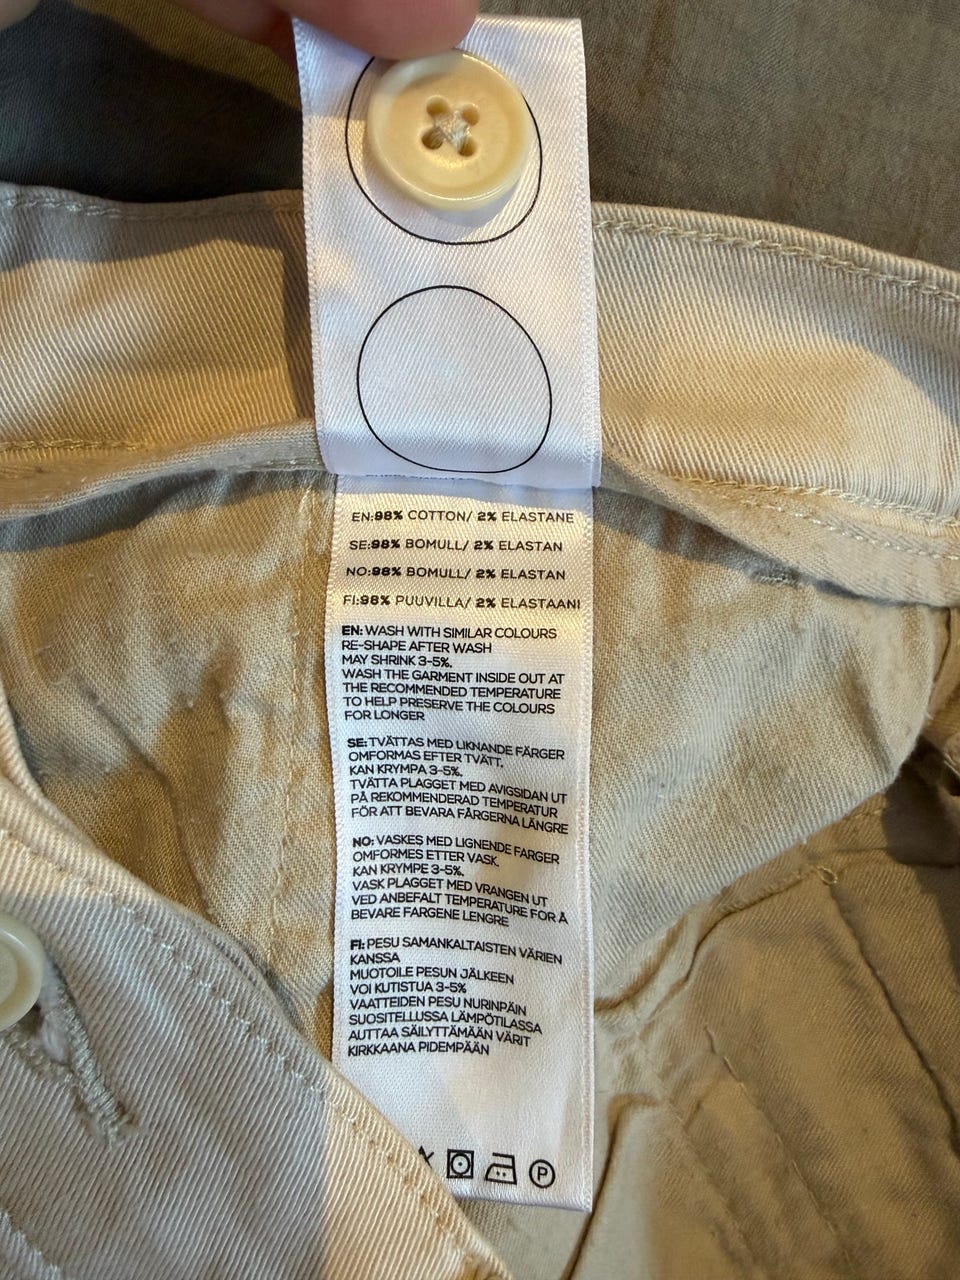 EN:98% COTTON/ 2% ELASTANE
SE:98% BOMULL/ 2% ELASTAN
NO:98% BOMULL/ 2% ELASTAN
FI:98% PUUVILLA/ 2% ELASTAANI
EN: WASH WITH SIMILAR COLOURS
RE-SHAPE AFTER WASH
MAY SHRINK 3-5%.
WASH THE GARMENT INSIDE OUT AT
THE RECOMMENDED TEMPERATURE
TO HELP PRESERVE THE COLOURS
FOR LONGER
SE: TVÄTTAS MED LIKNANDE FÄRGER
OMFORMAS EFTER TVÄTT.
KAN KRYMPA 3-5%.
TVÄTTA PLAGGET MED AVIGSIDAN UT
PÅ REKOMMENDERAD TEMPERATUR
FÖR ATT BEVARA FÄRGERNA LÄNGRE
NO: VASKES MED LIGNENDE FARGER
OMFORMES ETTER VASK.
KAN KRYMPE 3-5%.
VASK PLAGGET MED VRANGEN UT
VED ANBEFALT TEMPERATURE FOR Å
BEVARE FARGENE LENGRE
FI: PESU SAMANKALTAISTEN VÄRIEN
KANSSA
MUOTOILE PESUN JÄLKEEN
VOI KUTISTUA 3-5%
VAATTEIDEN PESU NURINPÄIN
SUOSITELLUSSA LÄMPÖTILASSA
AUTTAA SÄILYTTÄMÄÄN VÄRIT
KIRKKAANA PIDEMPÄÄN
P